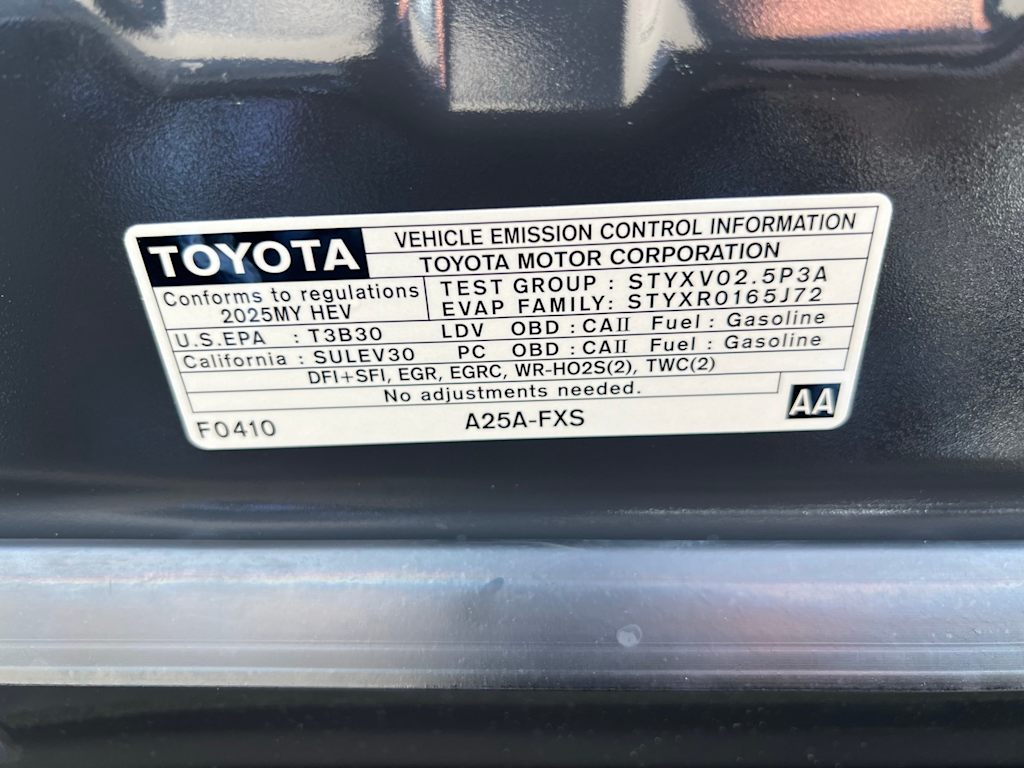 TOYOTA
VEHICLE EMISSION CONTROL INFORMATION
TOYOTA MOTOR CORPORATION
Conforms to regulations
2025MY HEV
TEST GROUP : STYXV02.5P3A
EVAP FAMILY: STYXR0165J72
U.S.EPA : T3B30 LDV OBD : CAII Fuel : Gasoline
California : SULEV30 PC OBD : CAII Fuel : Gasoline
DFI+SFI, EGR, EGRC, WR-HO2S(2), TWC(2)
No adjustments needed.
F0410 A25A-FXS AA